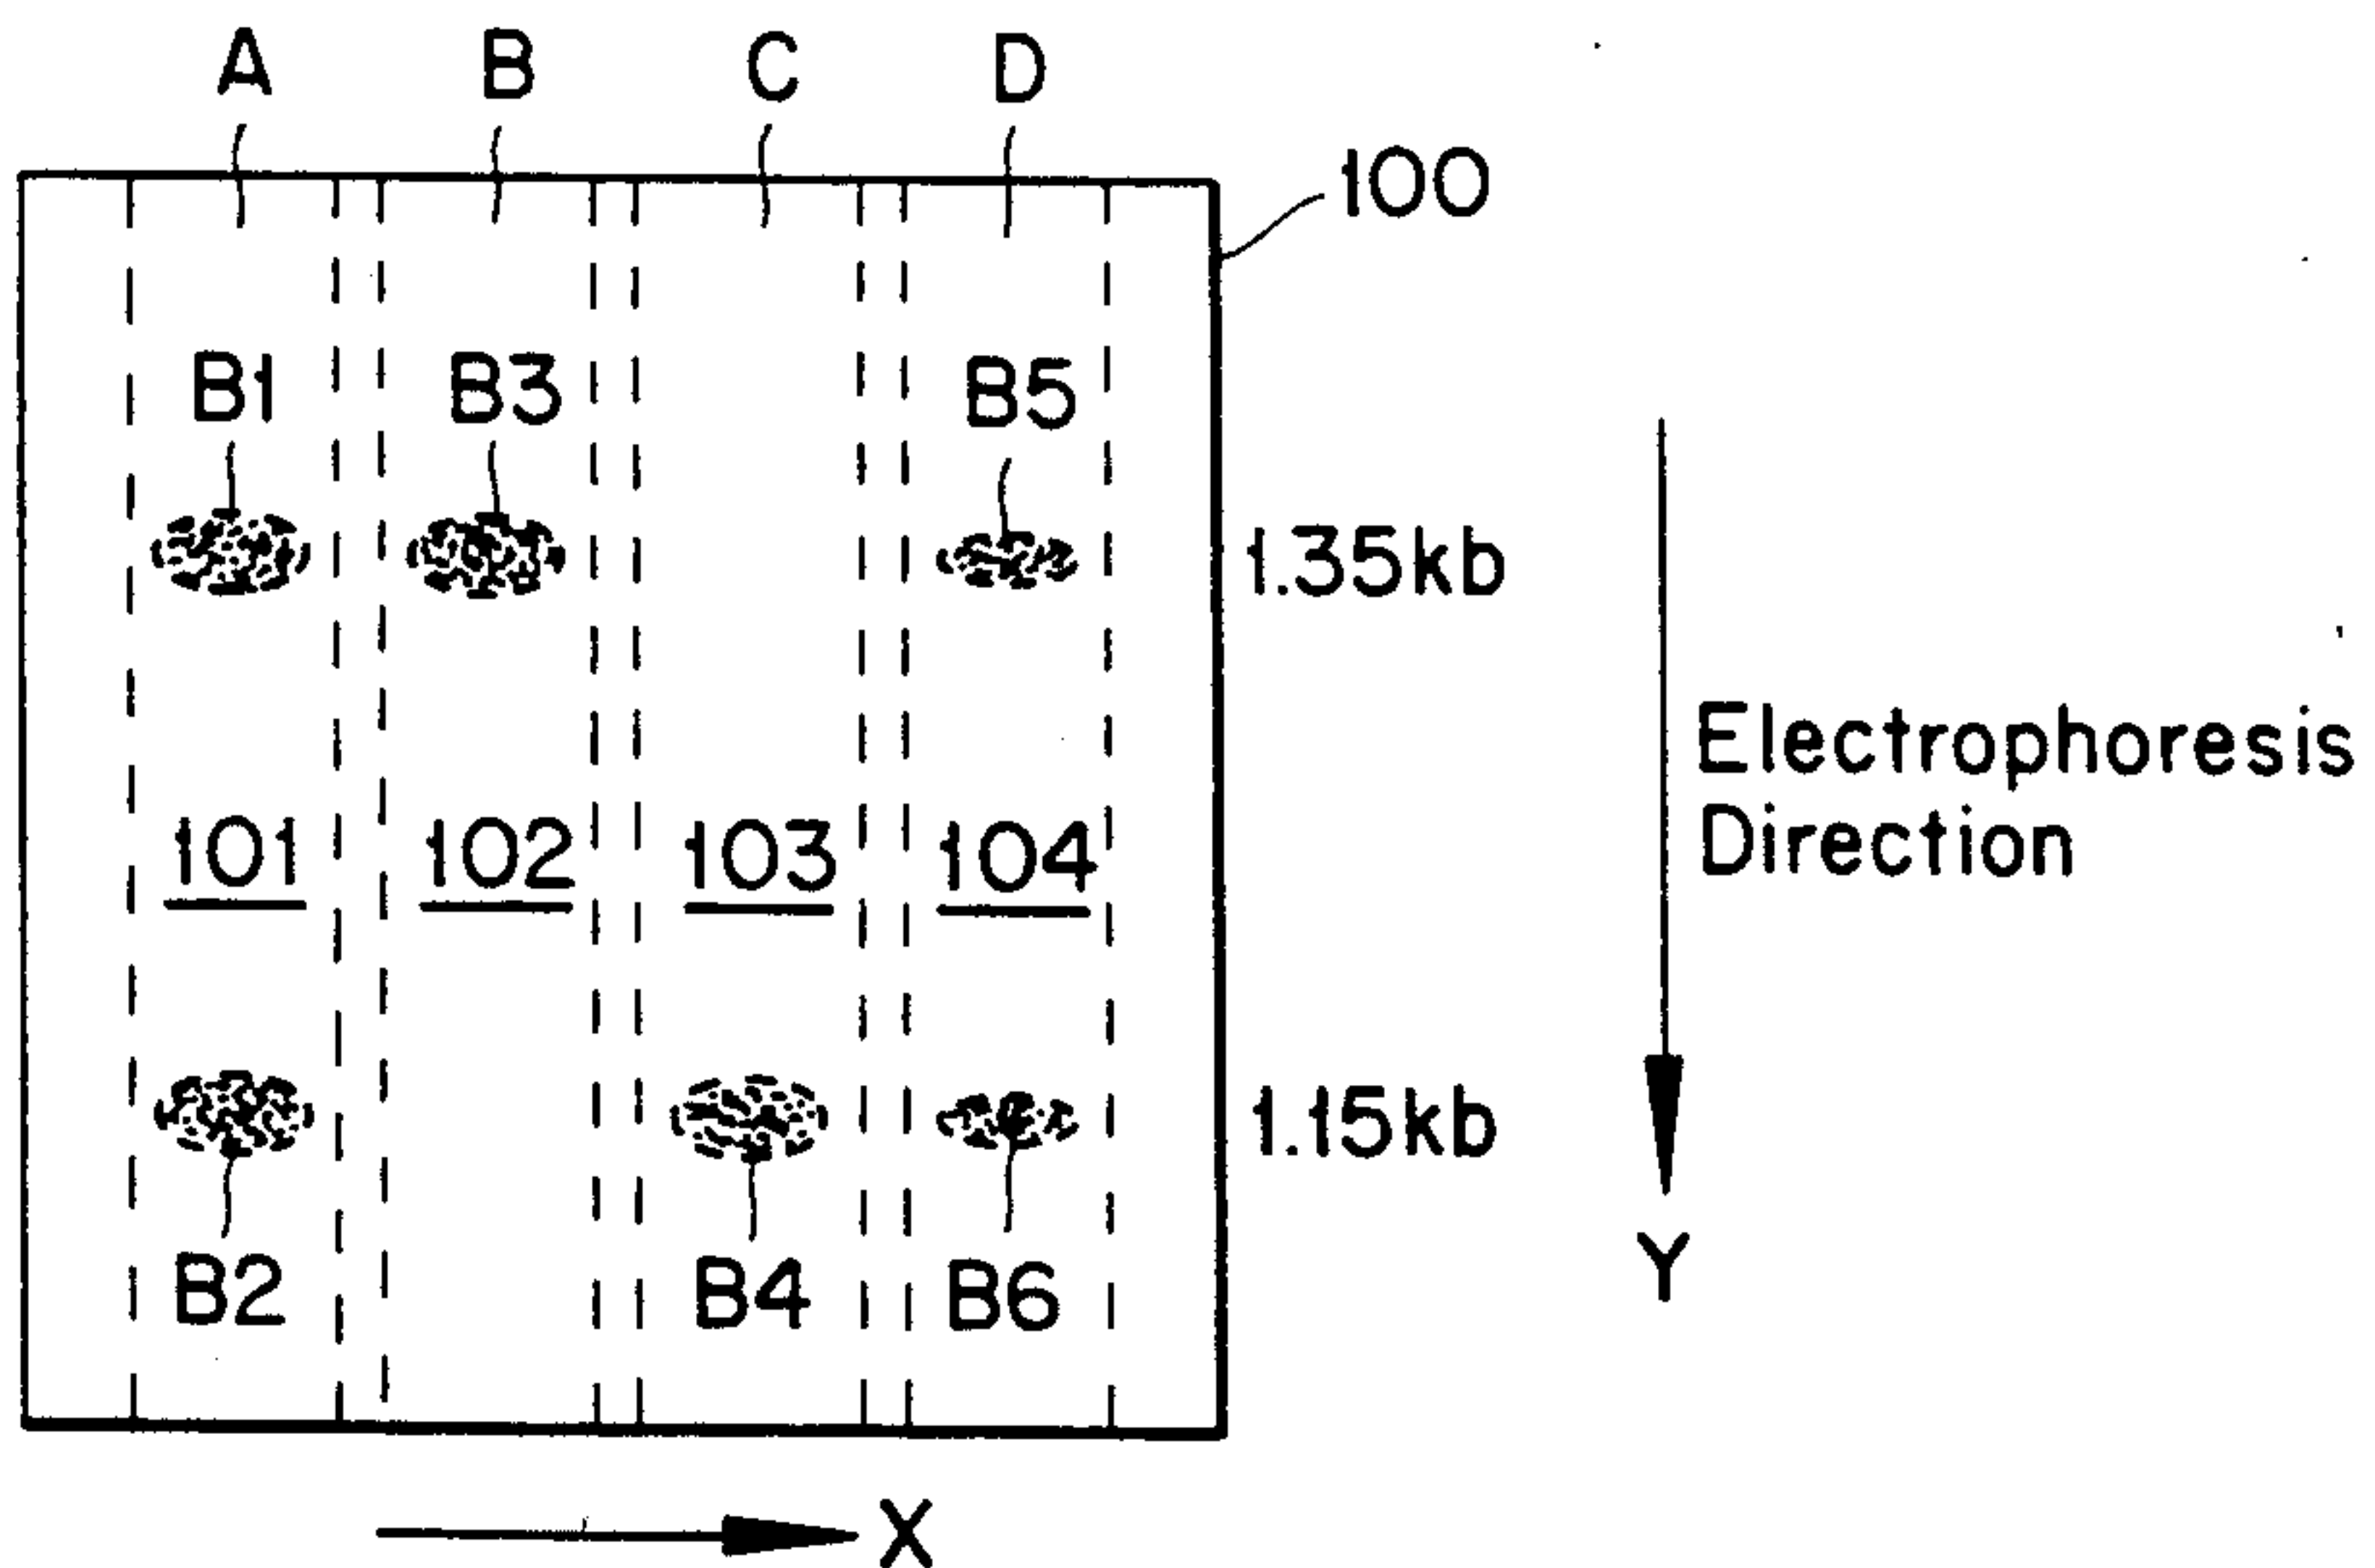 A B C D
100
B1 B3 B5
1.35kb
Electrophoresis
Direction
101 102 103 104
1.15kb
B2 B4 B6
Y
X